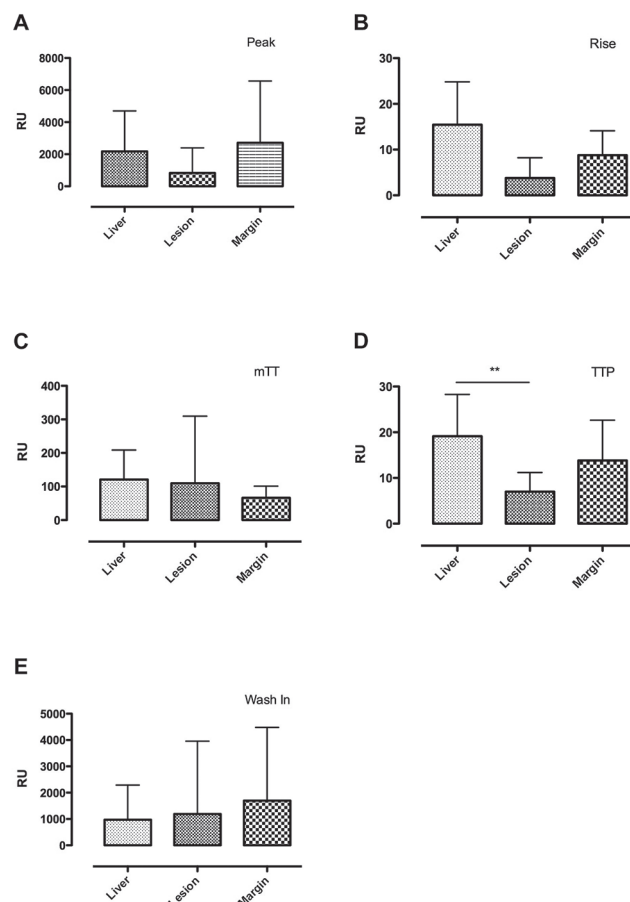 A
Peak
8000
6000
4000
2000
0
RU
Liver
Lesion
Margin
B
Rise
30
20
10
0
RU
Liver
Lesion
Margin
C
mTT
400
300
200
100
0
RU
Liver
Lesion
Margin
D
**
TTP
30
20
10
0
RU
Liver
Lesion
Margin
E
Wash In
5000
4000
3000
2000
1000
0
RU
Liver
Lesion
Margin